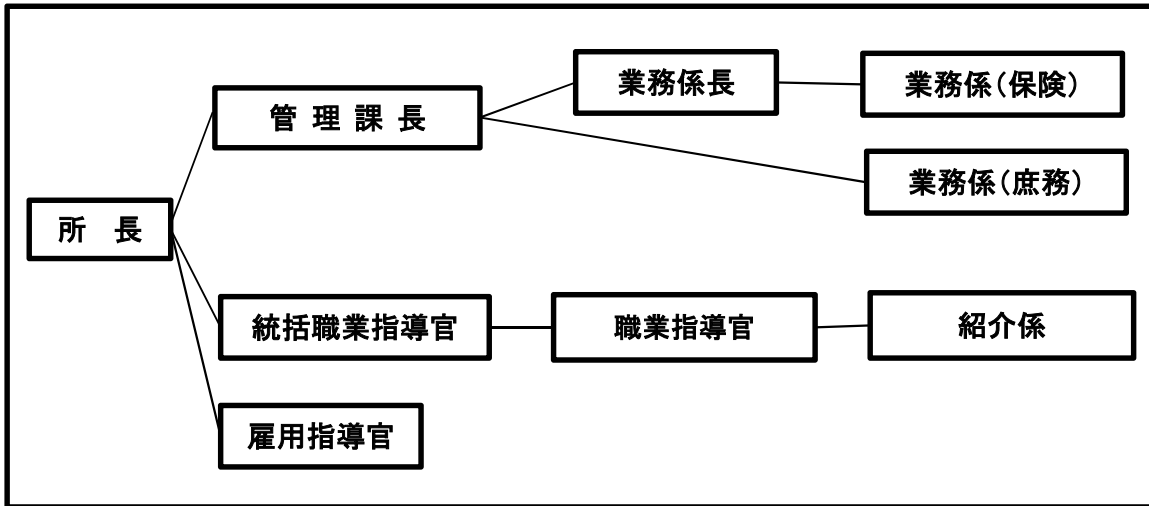 業務係長
業務係（保険）
管 理 課 長
業務係（庶務）
所　長
統括職業指導官
職業指導官
紹介係
雇用指導官